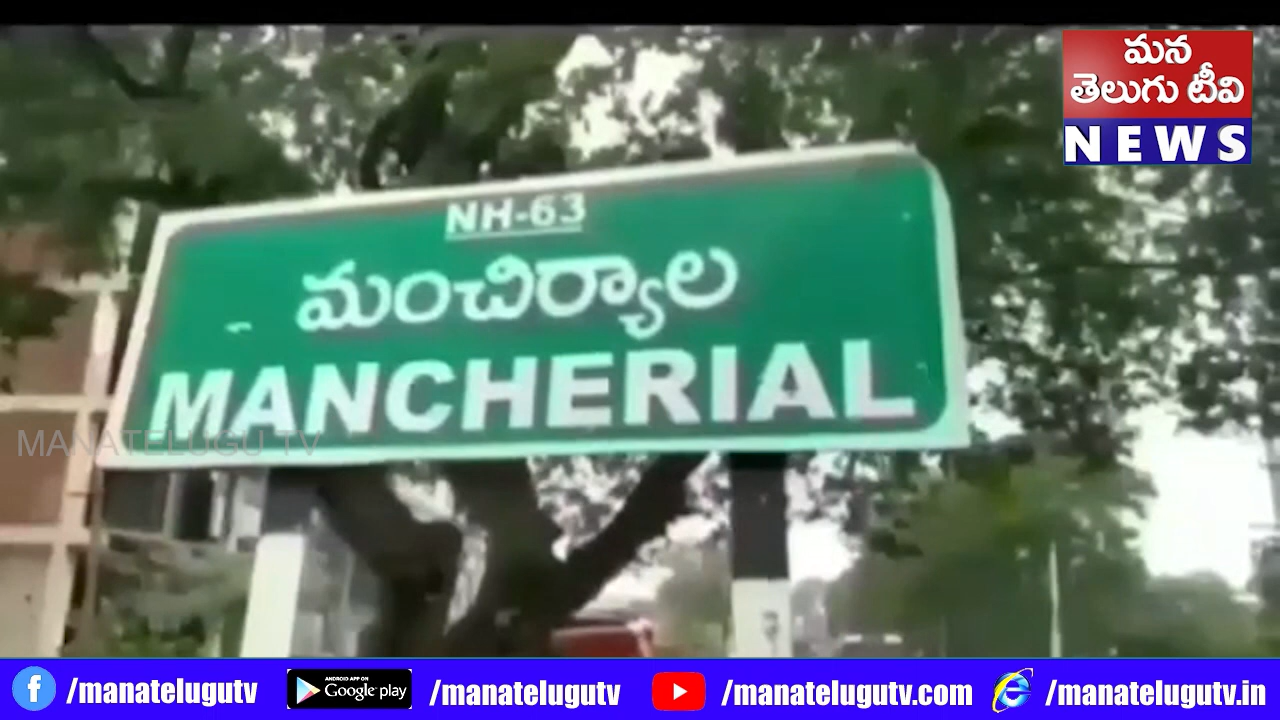 మన
తెలుగు టీవి
NEWS
NH-63
మంచిర్యాల
MANCHERIAL
MANATELUGU TV
f /manatelugutv
ANDROID APP ON
Google play
/manatelugutv
/manatelugutv.com
/manatelugutv.in